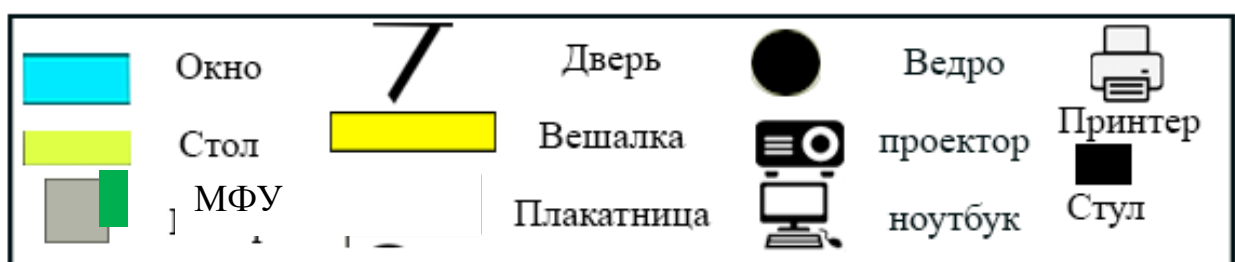 Окно
Дверь
Ведро
Принтер
Стол
Вешалка
проектор
МФУ
Плакатница
ноутбук
Стул